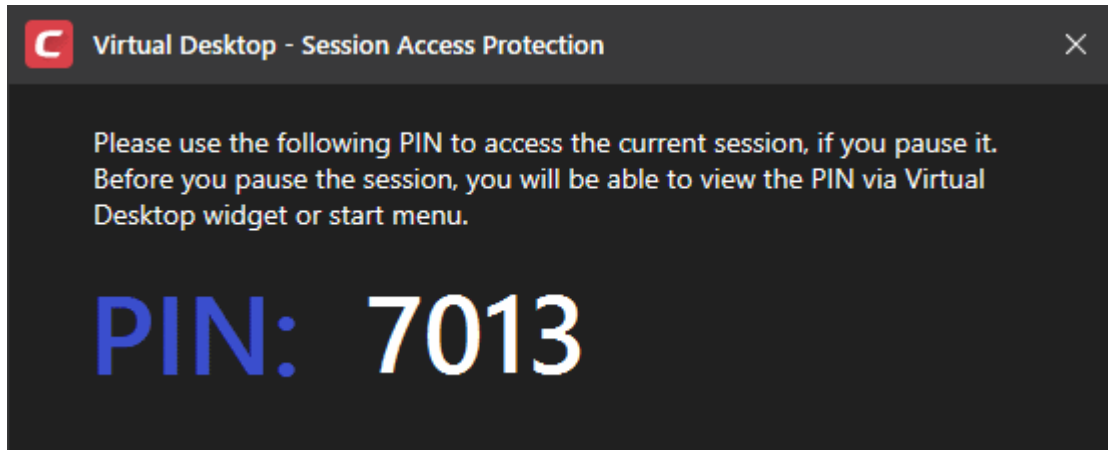 Virtual Desktop - Session Access Protection
Please use the following PIN to access the current session, if you pause it.
Before you pause the session, you will be able to view the PIN via Virtual
Desktop widget or start menu.
PIN: 7013